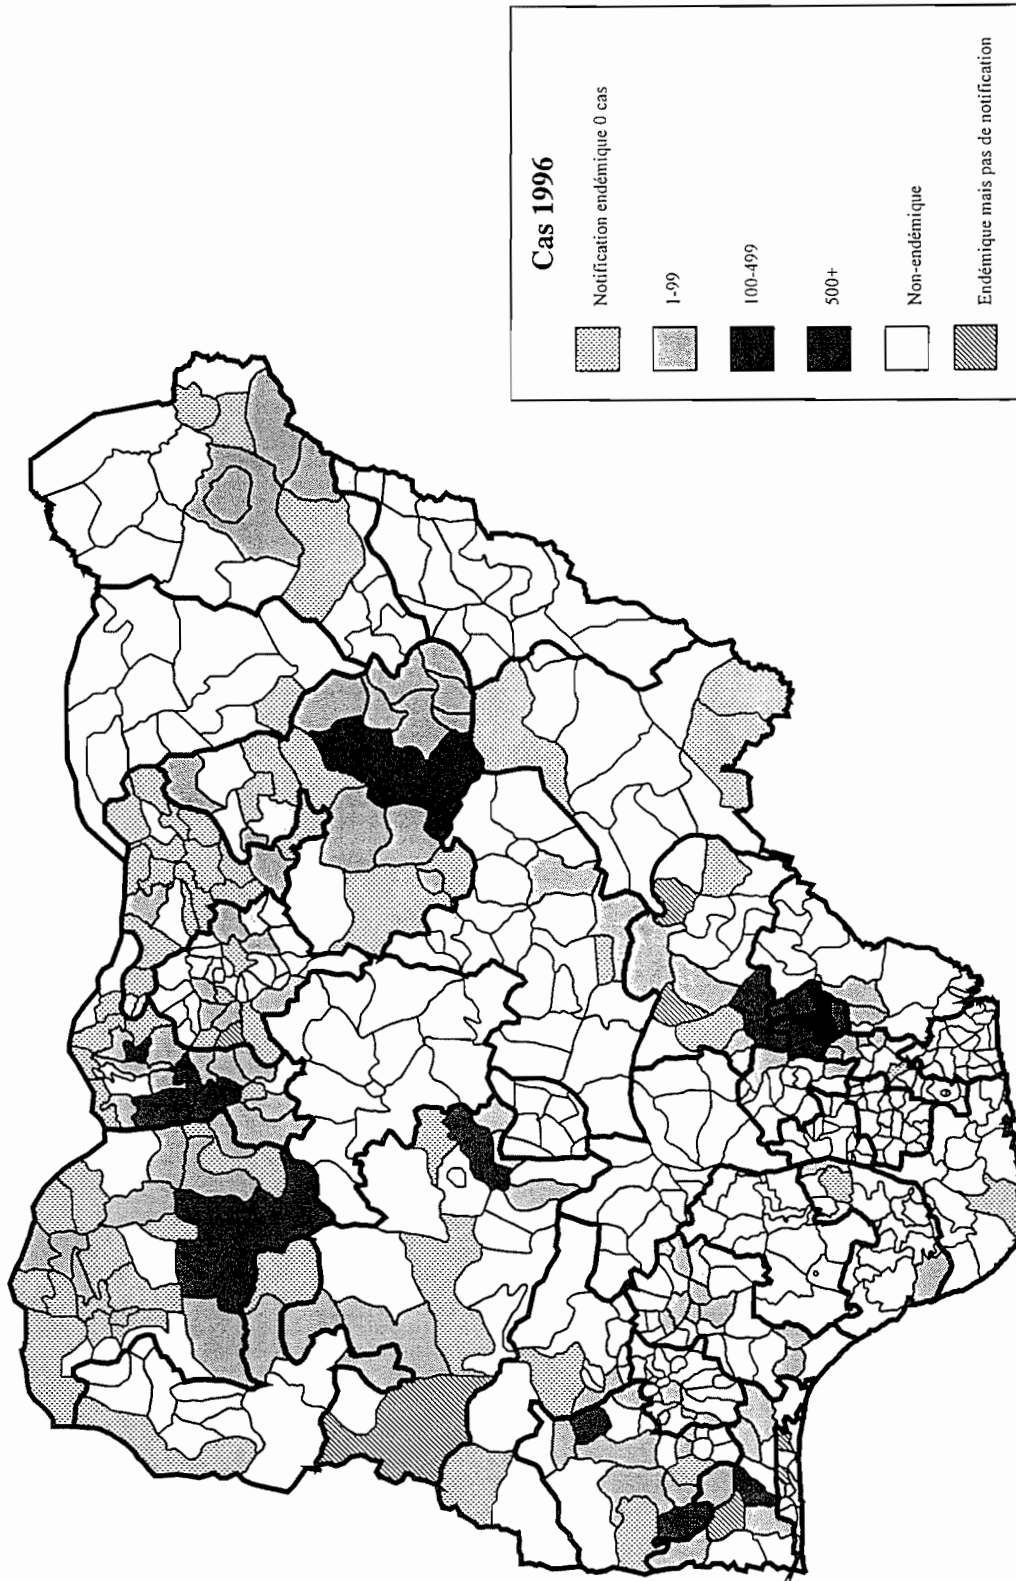 Cas 1996
Notification endémique 0 cas
1-99
100-499
500+
Non-endémique
Endémique mais pas de notification